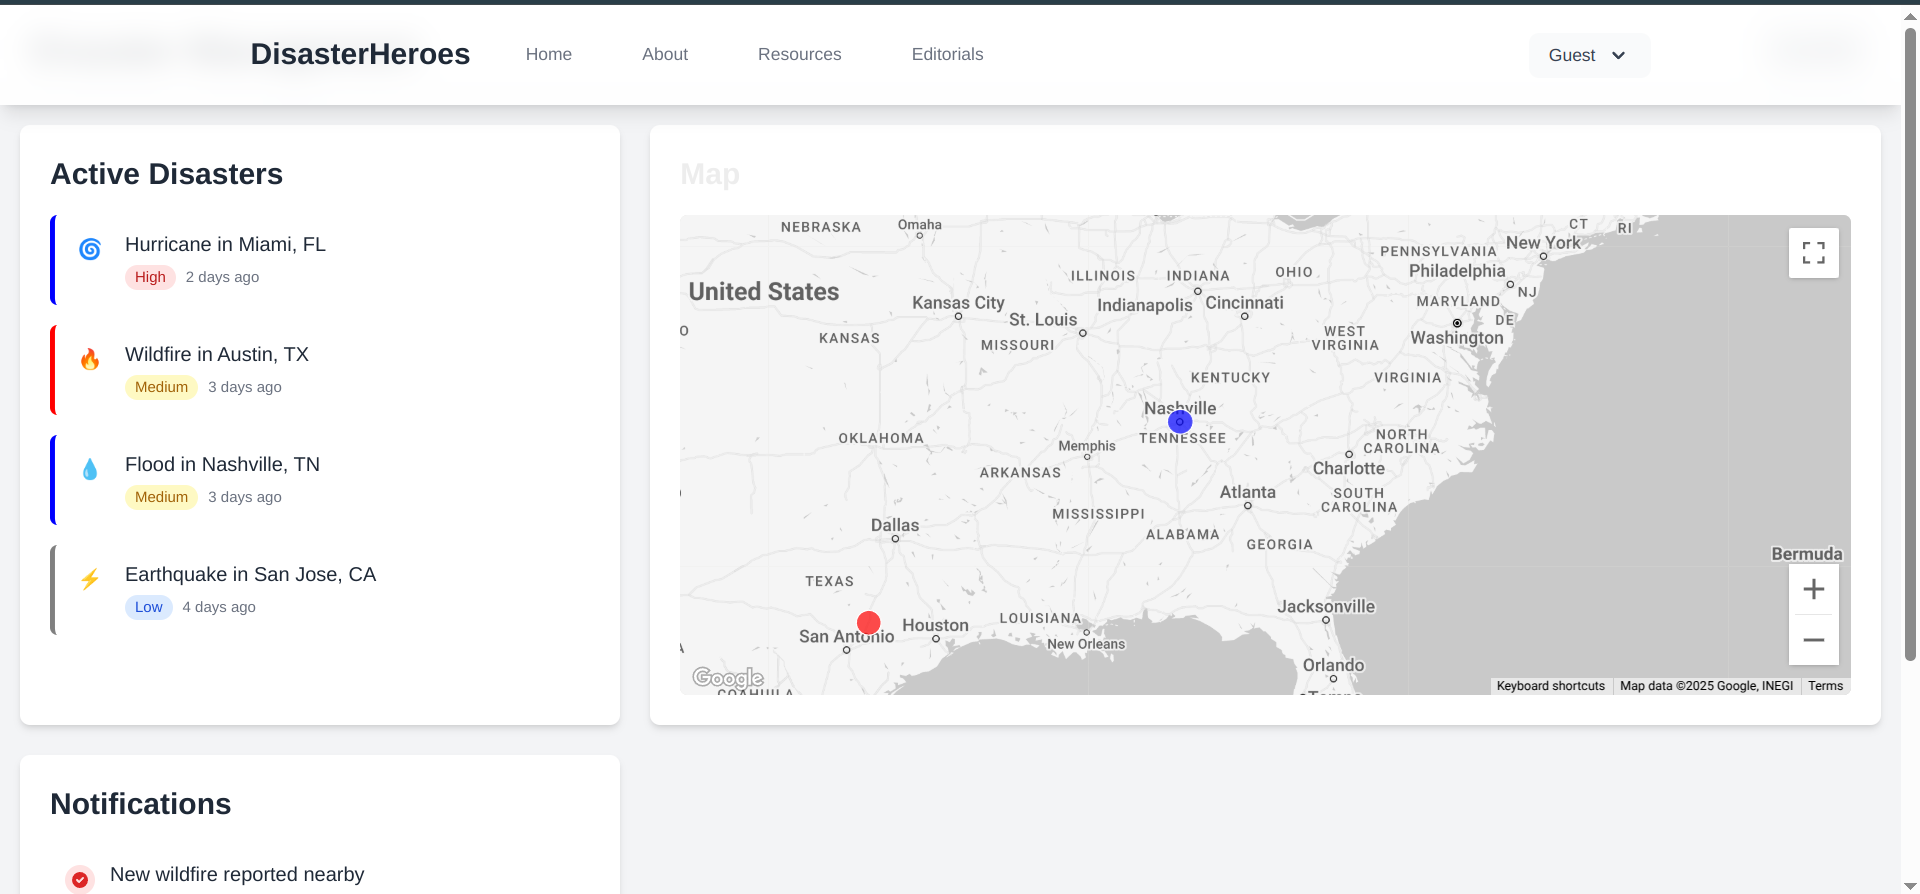 DisasterHeroes
Home
About
Resources
Editorials
Guest
Active Disasters
Hurricane in Miami, FL
High 2 days ago
Wildfire in Austin, TX
Medium 3 days ago
Flood in Nashville, TN
Medium 3 days ago
Earthquake in San Jose, CA
Low 4 days ago
Map
NEBRASKA
Omaha
CT
RI
PENNSYLVANIA
New York
ILLINOIS
INDIANA
OHIO
Philadelphia
United States
NJ
Kansas City
Indianapolis
Cincinnati
MARYLAND
St. Louis
DE
O
KANSAS
MISSOURI
WEST
VIRGINIA
Washington
KENTUCKY
VIRGINIA
Nashville
OKLAHOMA
Memphis
TENNESSEE
NORTH
CAROLINA
ARKANSAS
Charlotte
Atlanta
SOUTH
CAROLINA
MISSISSIPPI
Dallas
ALABAMA
GEORGIA
Bermuda
TEXAS
Jacksonville
LOUISIANA
Houston
San Antonio
New Orleans
Orlando
Google
COAHUILA
Tampa
Keyboard shortcuts
Map data ©2025 Google, INEGI
Terms
Notifications
New wildfire reported nearby